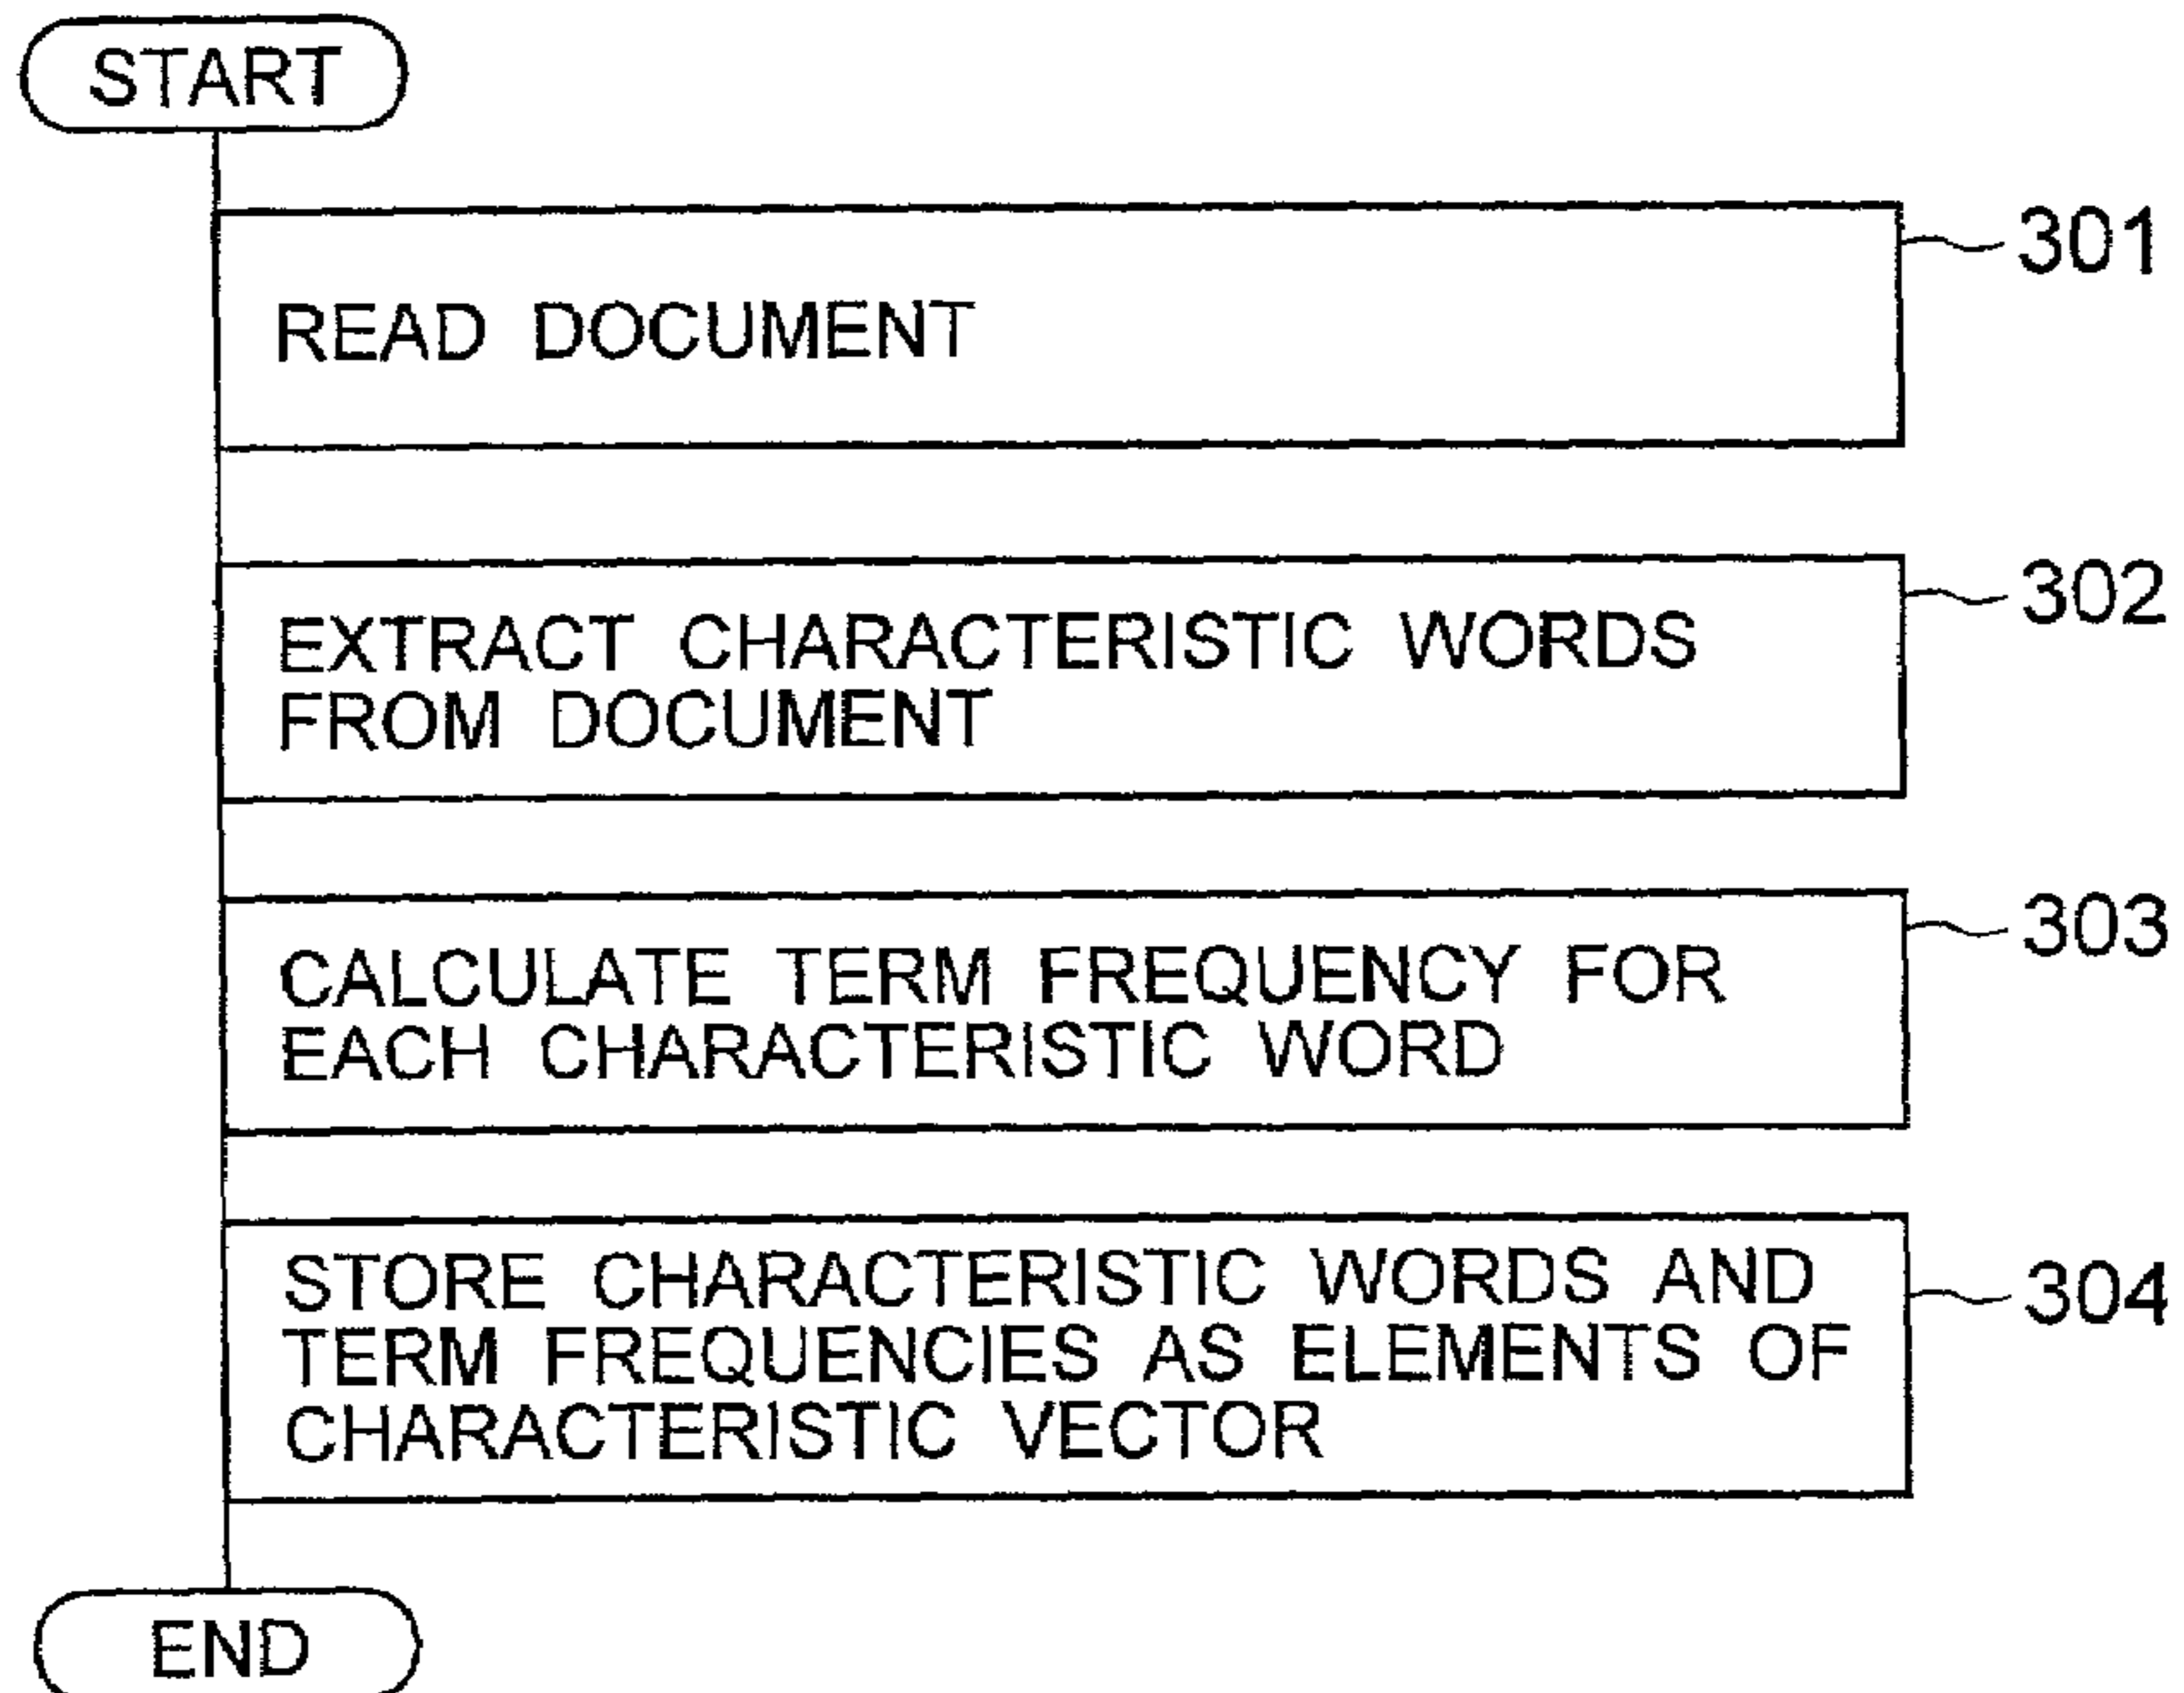 START
301
READ DOCUMENT
302
EXTRACT CHARACTERISTIC WORDS
FROM DOCUMENT
303
CALCULATE TERM FREQUENCY FOR
EACH CHARACTERISTIC WORD
304
STORE CHARACTERISTIC WORDS AND
TERM FREQUENCIES AS ELEMENTS OF
CHARACTERISTIC VECTOR
END